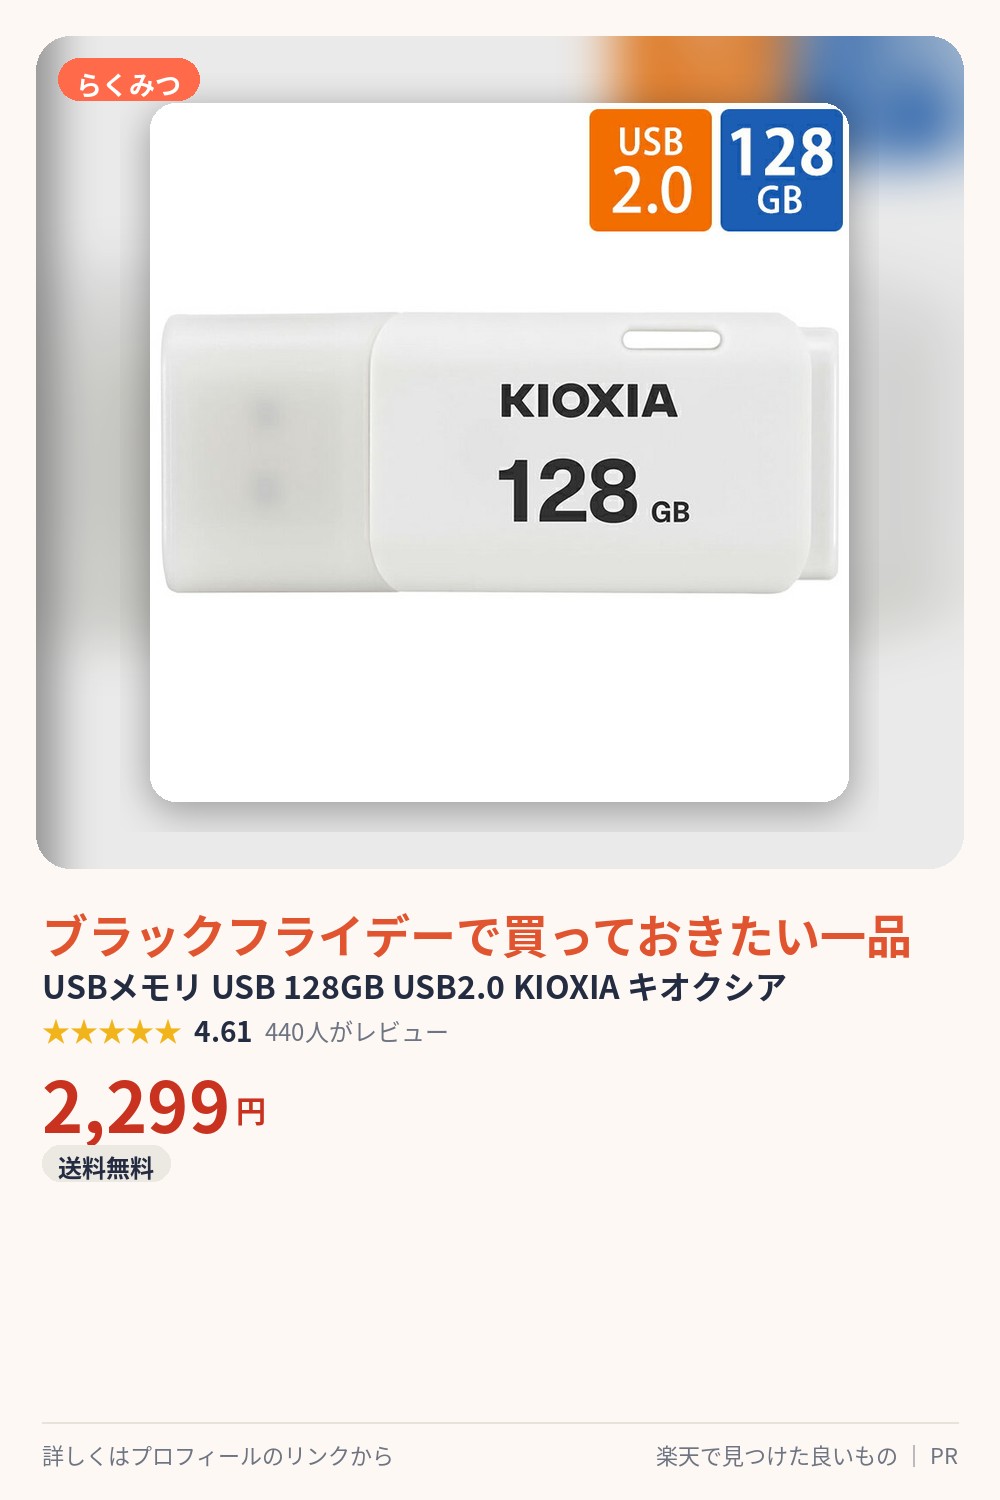 らくみつ
USB
2.0
128
GB
KIOXIA
128 GB
ブラックフライデーで買っておきたい一品
USBメモリ USB 128GB USB2.0 KIOXIA キオクシア
★★★★★ 4.61 440人がレビュー
2,299円
送料無料
詳しくはプロフィールのリンクから
楽天で見つけた良いもの｜PR